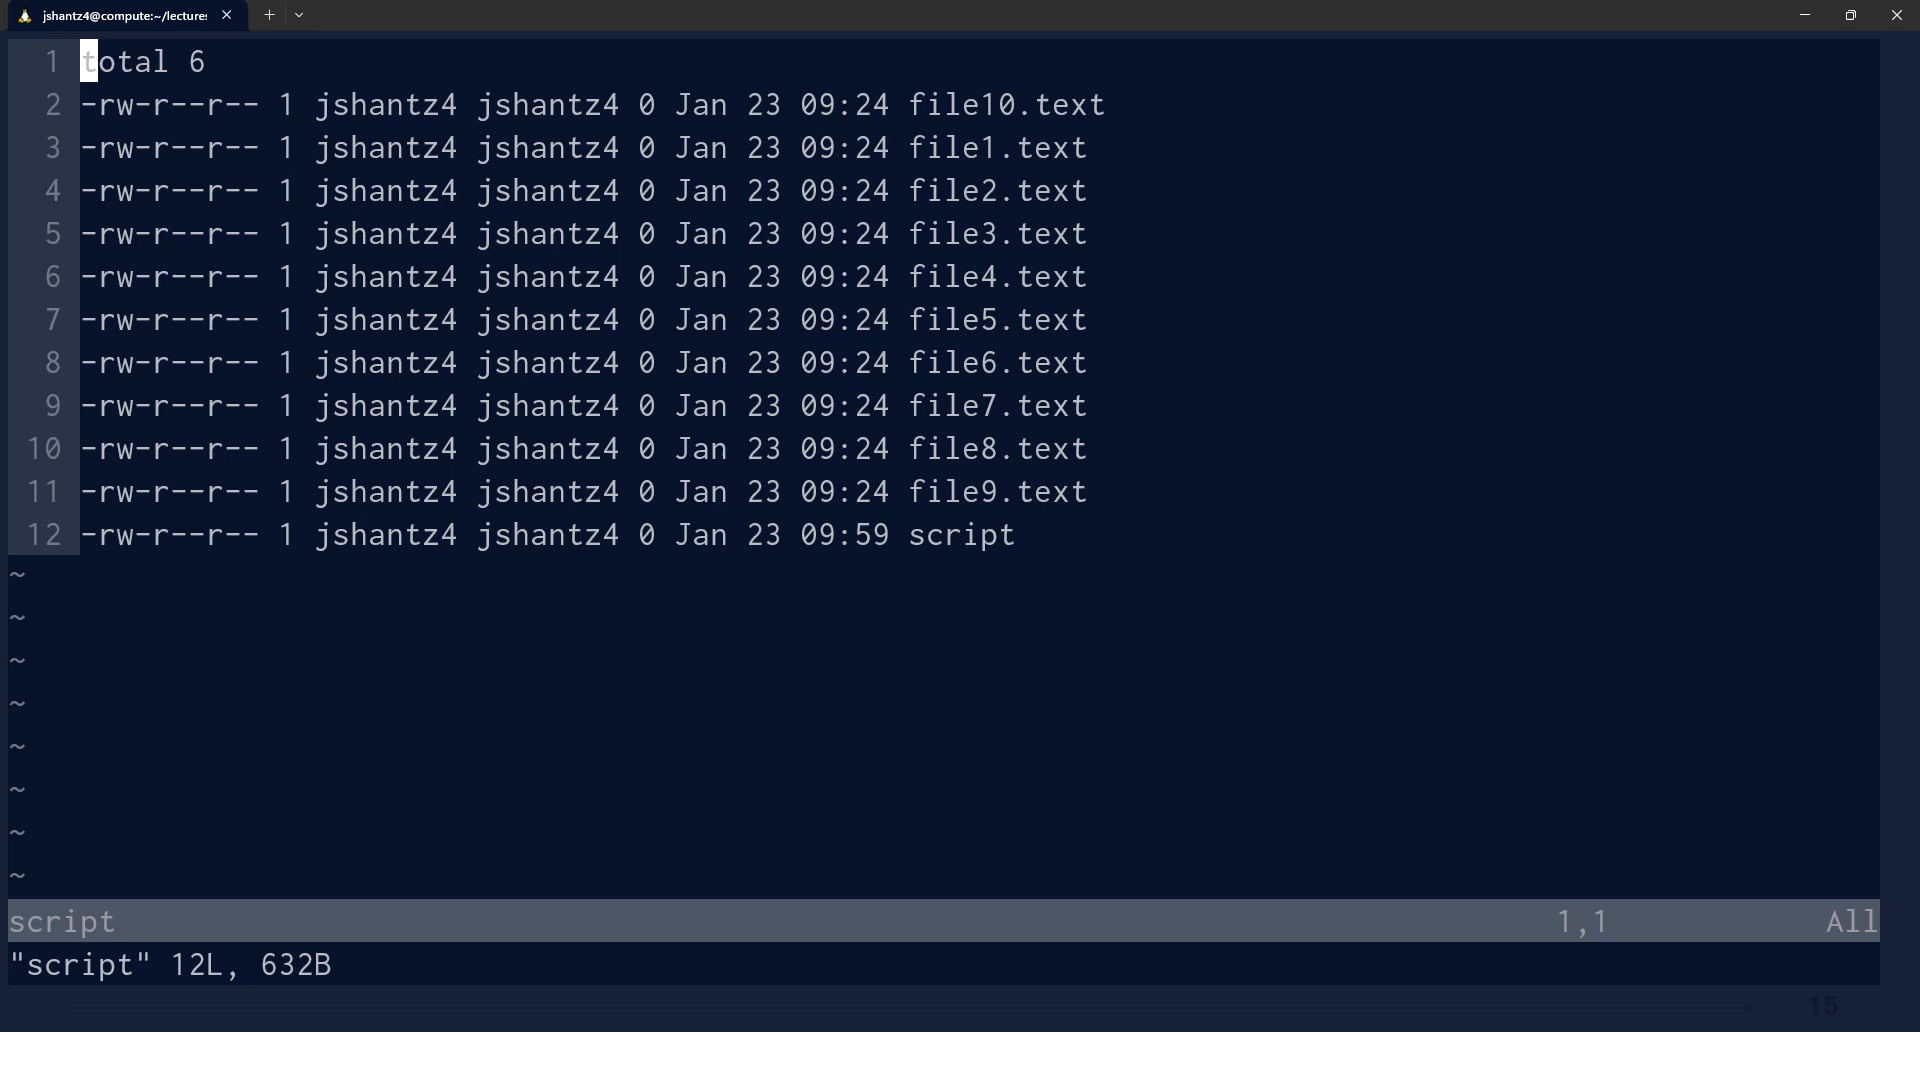 jshantz4@compute:~/lecture:
1 total 6
2 -rw-r--r-- 1 jshantz4 jshantz4 0 Jan 23 09:24 file10.text
3 -rw-r--r-- 1 jshantz4 jshantz4 0 Jan 23 09:24 file1.text
4 -rw-r--r-- 1 jshantz4 jshantz4 0 Jan 23 09:24 file2.text
5 -rw-r--r-- 1 jshantz4 jshantz4 0 Jan 23 09:24 file3.text
6 -rw-r--r-- 1 jshantz4 jshantz4 0 Jan 23 09:24 file4.text
7 -rw-r--r-- 1 jshantz4 jshantz4 0 Jan 23 09:24 file5.text
8 -rw-r--r-- 1 jshantz4 jshantz4 0 Jan 23 09:24 file6.text
9 -rw-r--r-- 1 jshantz4 jshantz4 0 Jan 23 09:24 file7.text
10 -rw-r--r-- 1 jshantz4 jshantz4 0 Jan 23 09:24 file8.text
11 -rw-r--r-- 1 jshantz4 jshantz4 0 Jan 23 09:24 file9.text
12 -rw-r--r-- 1 jshantz4 jshantz4 0 Jan 23 09:59 script
~
~
~
~
~
~
~
~
script 1,1 All
"script" 12L, 632B
15